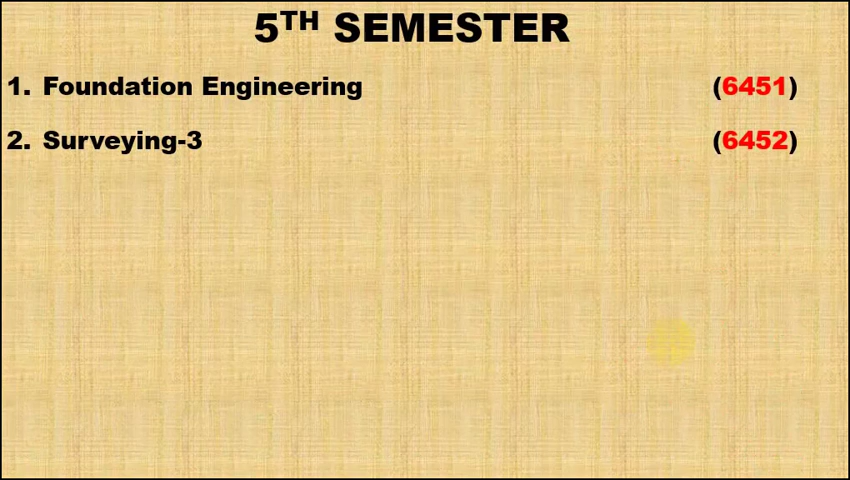 5TH SEMESTER
1. Foundation Engineering (6451)
2. Surveying-3 (6452)